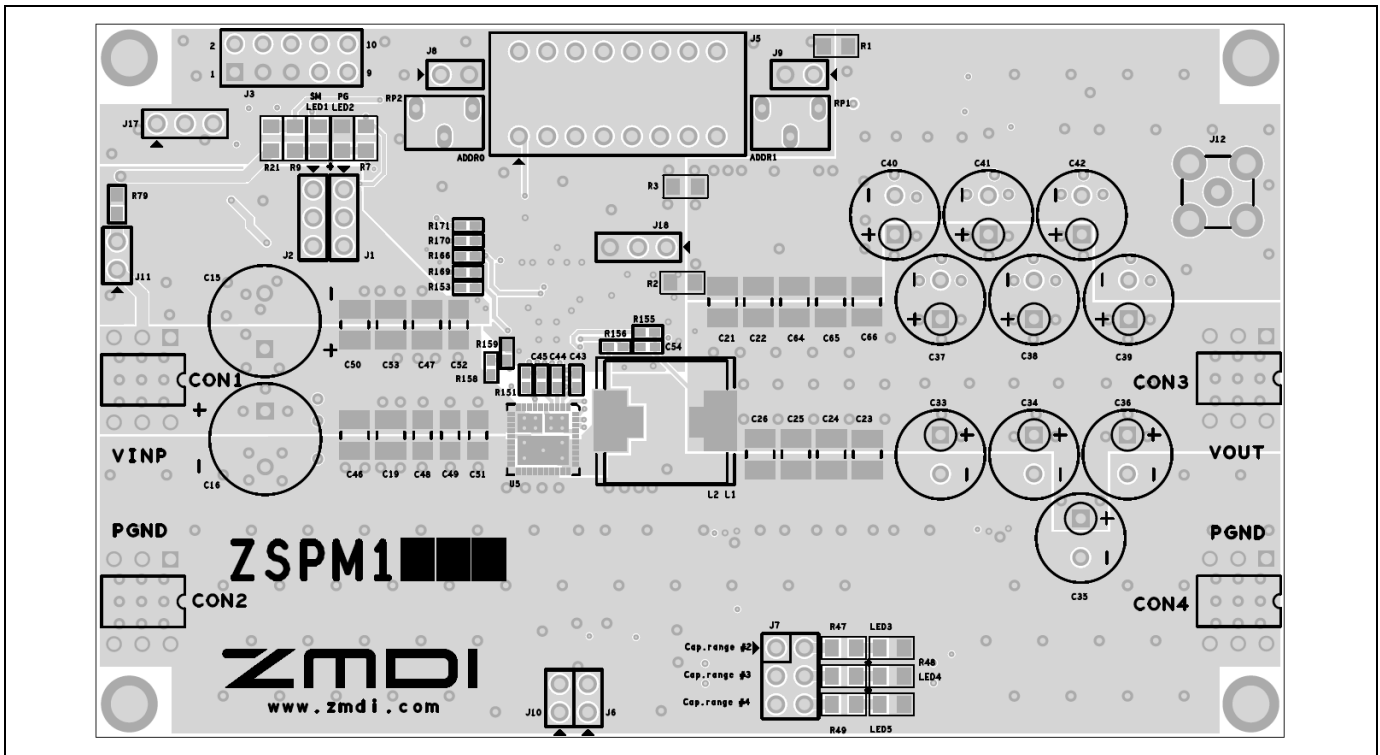 2 10
1 9
J3 SM PG
LED1 LED2
J8
RP2
ADDR0
J5
J9
R1
RP1
ADDR1
J17
R21 R9 + R7
J12
R79
J11
J2 J1
R171
R170
R166
R169
R153
R3
J18
R2
C40 C41 C42
- - -
+ + +
C15
-
+
C50 C53 C47 C52
R159
R158
R151
C45 C44 C43
R156
R155
C54
C21 C22 C64 C65 C66
- - -
+ + +
C37 C38 C39
CON1
VINP
CON3
VOUT
+
-
C16
C46 C19 C48 C49 C51
U5
L2 L1
C26 C25 C24 C23
C33 C34 C36
+ + +
- - -
PGND
CON2
ZSPM1
+
-
C35
PGND
CON4
ZMDI
www.zmdi.com
J10 J6
J7
Cap.range #2
Cap.range #3
Cap.range #4
R47 LED3
R48
LED4
R49 LED5